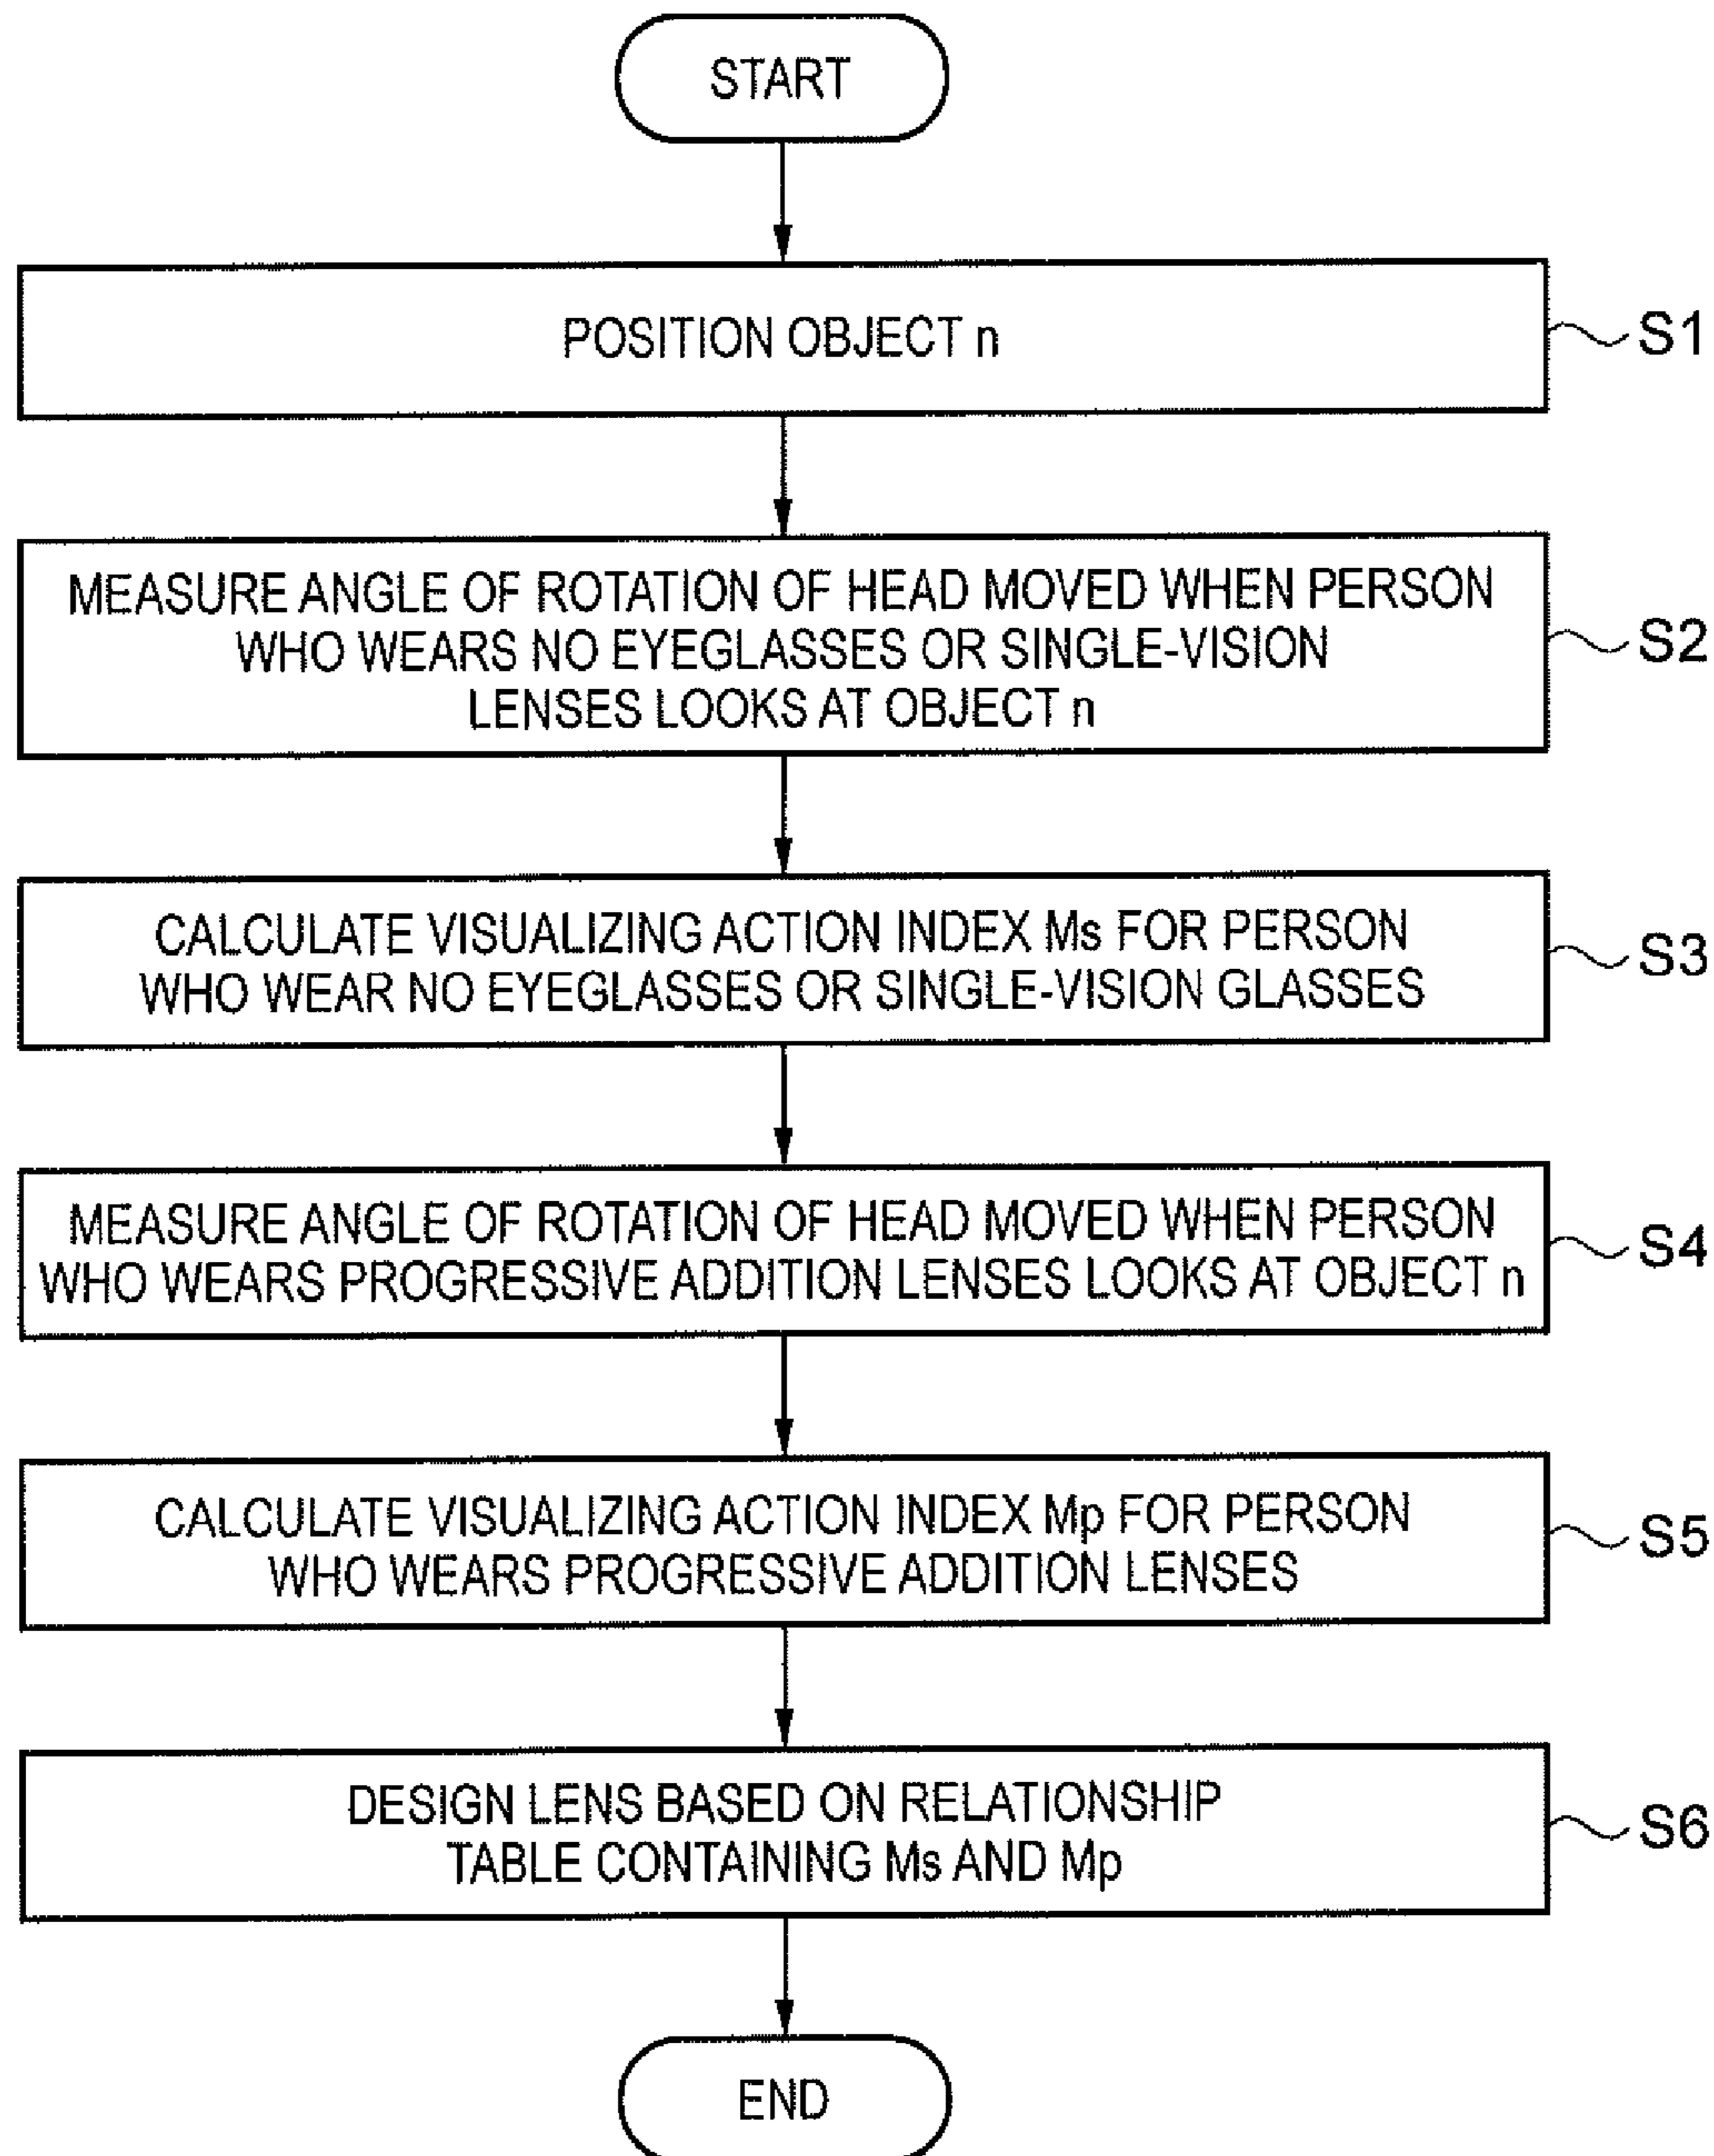 START
POSITION OBJECT n
S1
MEASURE ANGLE OF ROTATION OF HEAD MOVED WHEN PERSON
WHO WEARS NO EYEGLASSES OR SINGLE-VISION
LENSES LOOKS AT OBJECT n
S2
CALCULATE VISUALIZING ACTION INDEX Ms FOR PERSON
WHO WEAR NO EYEGLASSES OR SINGLE-VISION GLASSES
S3
MEASURE ANGLE OF ROTATION OF HEAD MOVED WHEN PERSON
WHO WEARS PROGRESSIVE ADDITION LENSES LOOKS AT OBJECT n
S4
CALCULATE VISUALIZING ACTION INDEX Mp FOR PERSON
WHO WEARS PROGRESSIVE ADDITION LENSES
S5
DESIGN LENS BASED ON RELATIONSHIP
TABLE CONTAINING Ms AND Mp
S6
END